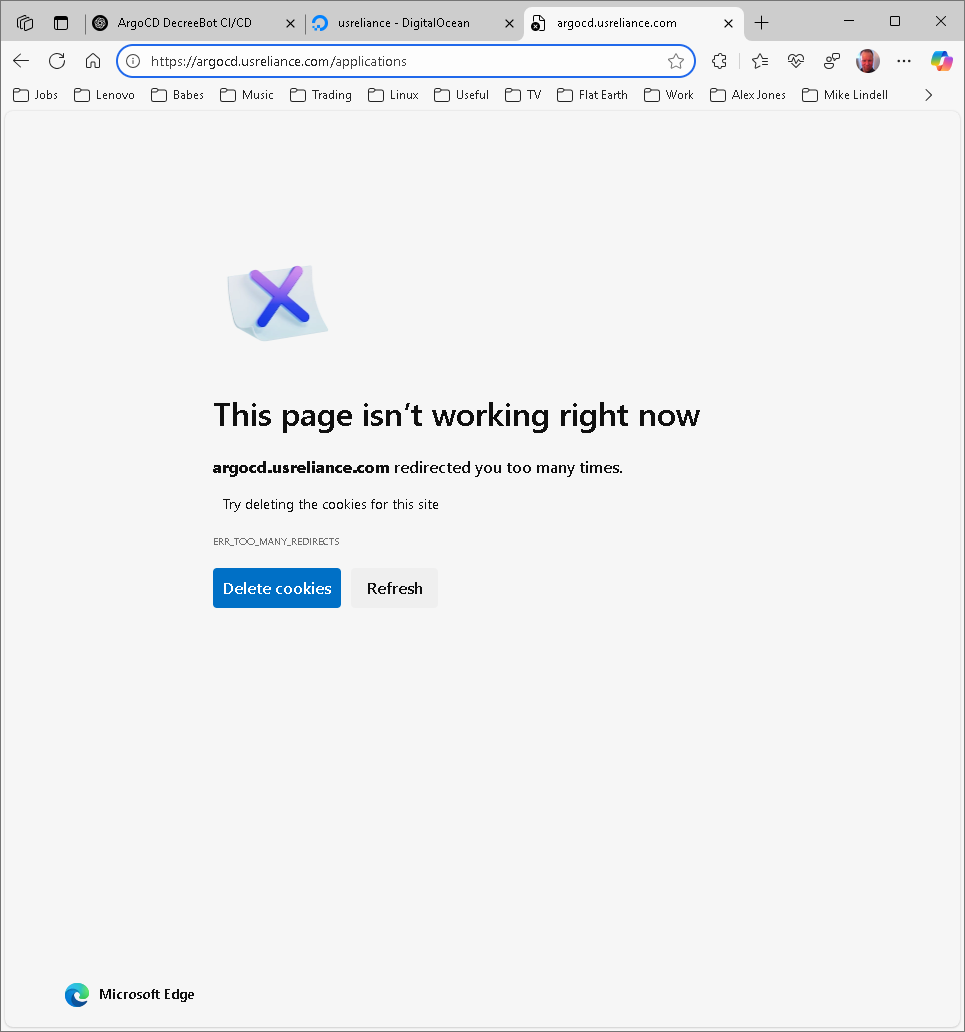 ArgoCD DecreeBot CI/CD
usreliance - DigitalOcean
argocd.usreliance.com
https://argocd.usreliance.com/applications
Jobs
Lenovo
Babes
Music
Trading
Linux
Useful
TV
Flat Earth
Work
Alex Jones
Mike Lindell
This page isn’t working right now
argocd.usreliance.com redirected you too many times.
Try deleting the cookies for this site
ERR_TOO_MANY_REDIRECTS
Delete cookies
Refresh
Microsoft Edge